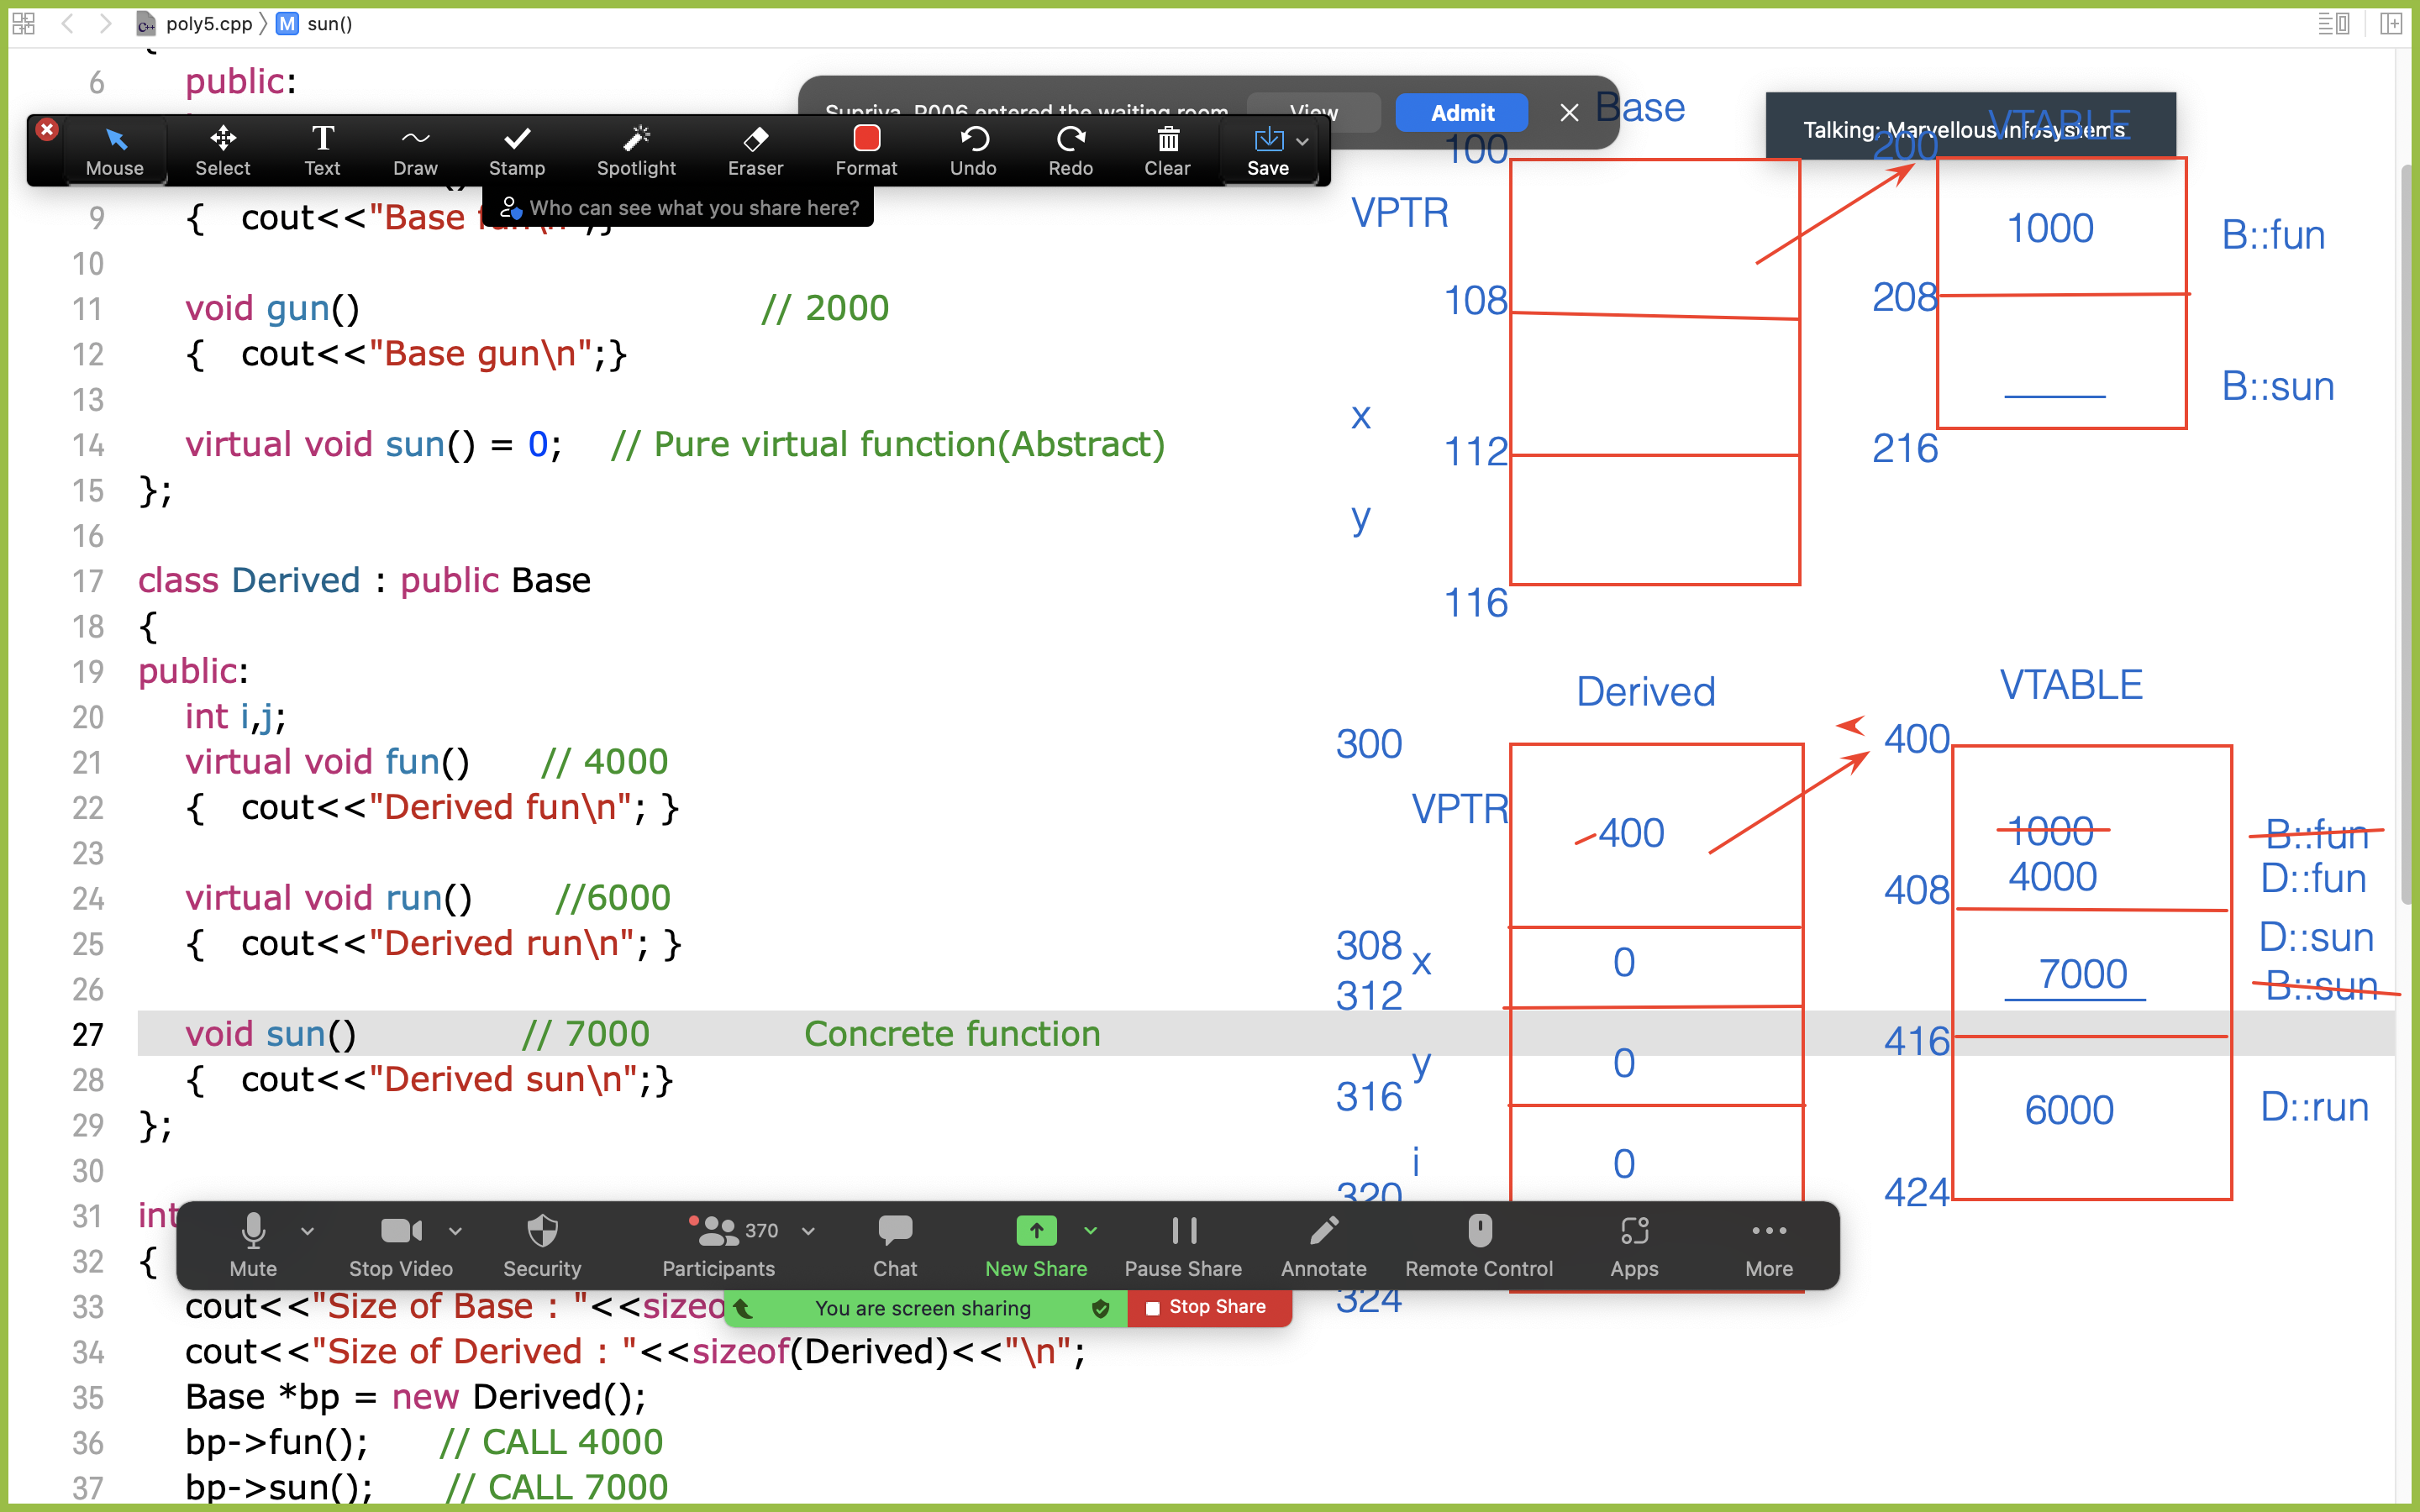 poly5.cpp 〉 M sun()
{
6 public:
Supriya_P006 entered the waiting room View Admit
Talking: Marvellous Infosystems
Mouse Select Text Draw Stamp Spotlight Eraser Format Undo Redo Clear Save
Who can see what you share here?
9 { cout<<"Base fun\n";}
10
11 void gun() // 2000
12 { cout<<"Base gun\n";}
13
14 virtual void sun() = 0; // Pure virtual function(Abstract)
15 };
16
17 class Derived : public Base
18 {
19 public:
20 int i,j;
21 virtual void fun() // 4000
22 { cout<<"Derived fun\n"; }
23
24 virtual void run() //6000
25 { cout<<"Derived run\n"; }
26
27 void sun() // 7000 Concrete function
28 { cout<<"Derived sun\n";}
29 };
30
31 int
32 {
33 cout<<"Size of Base : "<<sizeo
34 cout<<"Size of Derived : "<<sizeof(Derived)<<"\n";
35 Base *bp = new Derived();
36 bp->fun(); // CALL 4000
37 bp->sun(); // CALL 7000
Base
100
VPTR
108
x
112
y
116
VTABLE
200
1000 B::fun
208
B::sun
216
Derived
300
VPTR 400
308 x 0
312
y 0
316
i 0
320
324
VTABLE
400
1000 B::fun
4000 D::fun
408
D::sun
7000
B::sun
416
6000 D::run
424
Mute Stop Video Security Participants 370 Chat New Share Pause Share Annotate Remote Control Apps More
You are screen sharing Stop Share